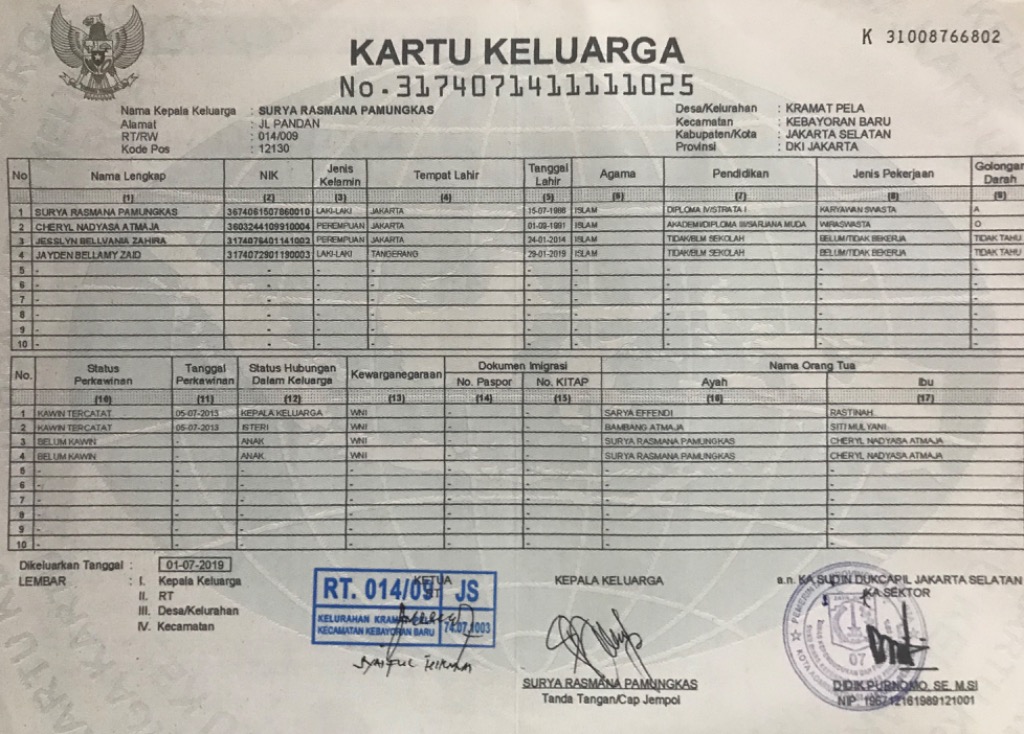 K 31008766802
KARTU KELUARGA
No.3174071411111025
Nama Kepala Keluarga : SURYA RASMANA PAMUNGKAS
Alamat : JL PANDAN
RT/RW : 014/009
Kode Pos : 12130
Desa/Kelurahan : KRAMAT PELA
Kecamatan : KEBAYORAN BARU
Kabupaten/Kota : JAKARTA SELATAN
Provinsi : DKI JAKARTA
No Nama Lengkap NIK Jenis Kelamin Tempat Lahir Tanggal Lahir Agama Pendidikan Jenis Pekerjaan Golongan Darah
(1) (2) (3) (4) (5) (6) (7) (8) (9)
1 SURYA RASMANA PAMUNGKAS 3674061507860010 LAKI-LAKI JAKARTA ISLAM DIPLOMA IV/STRATA I KARYAWAN SWASTA A
2 CHERYL NADYASA ATMAJA 3603244109910004 PEREMPUAN JAKARTA 01-09-1991 ISLAM AKADEMI/DIPLOMA III/SARJANA MUDA WIRASWASTA O
3 JESSLYN BELLVANIA ZAHIRA 3174076401141003 PEREMPUAN JAKARTA 24-01-2014 ISLAM TIDAK/BLM SEKOLAH BELUM/TIDAK BEKERJA TIDAK TAHU
4 JAYDEN BELLAMY ZAID 3174072901190003 LAKI-LAKI TANGERANG 29-01-2019 ISLAM TIDAK/BLM SEKOLAH BELUM/TIDAK BEKERJA TIDAK TAHU
5 - - - - - - - - -
6 - - - - - - - - -
7 - - - - - - - - -
8 - - - - - - - - -
9 - - - - - - - - -
10 - - - - - - - - -
No. Status Perkawinan Tanggal Perkawinan Status Hubungan Dalam Keluarga Kewarganegaraan Dokumen Imigrasi Nama Orang Tua
No. Paspor No. KITAP Ayah Ibu
(10) (11) (12) (13) (14) (15) (16) (17)
1 KAWIN TERCATAT 05-07-2013 KEPALA KELUARGA WNI - - SARYA EFFENDI RASTINAH
2 KAWIN TERCATAT 05-07-2013 ISTERI WNI - - BAMBANG ATMAJA SITI MULYANI
3 BELUM KAWIN - ANAK WNI - - SURYA RASMANA PAMUNGKAS CHERYL NADYASA ATMAJA
4 BELUM KAWIN - ANAK WNI - - SURYA RASMANA PAMUNGKAS CHERYL NADYASA ATMAJA
5 - - - - - - - -
6 - - - - - - - -
7 - - - - - - - -
8 - - - - - - - -
9 - - - - - - - -
10 - - - - - - - -
Dikeluarkan Tanggal : 01-07-2019
LEMBAR : I. Kepala Keluarga
II. RT
III. Desa/Kelurahan
IV. Kecamatan
KETUA RT
RT. 014/09 JS
KELURAHAN KRAMAT
KECAMATAN KEBAYORAN BARU
74.07.1003
KEPALA KELUARGA
SURYA RASMANA PAMUNGKAS
Tanda Tangan/Cap Jempol
a.n. KA.SUDIN DUKCAPIL JAKARTA SELATAN
KA SEKTOR
07
DIDIK PURNOMO, SE, M.SI
NIP. 196712161989121001